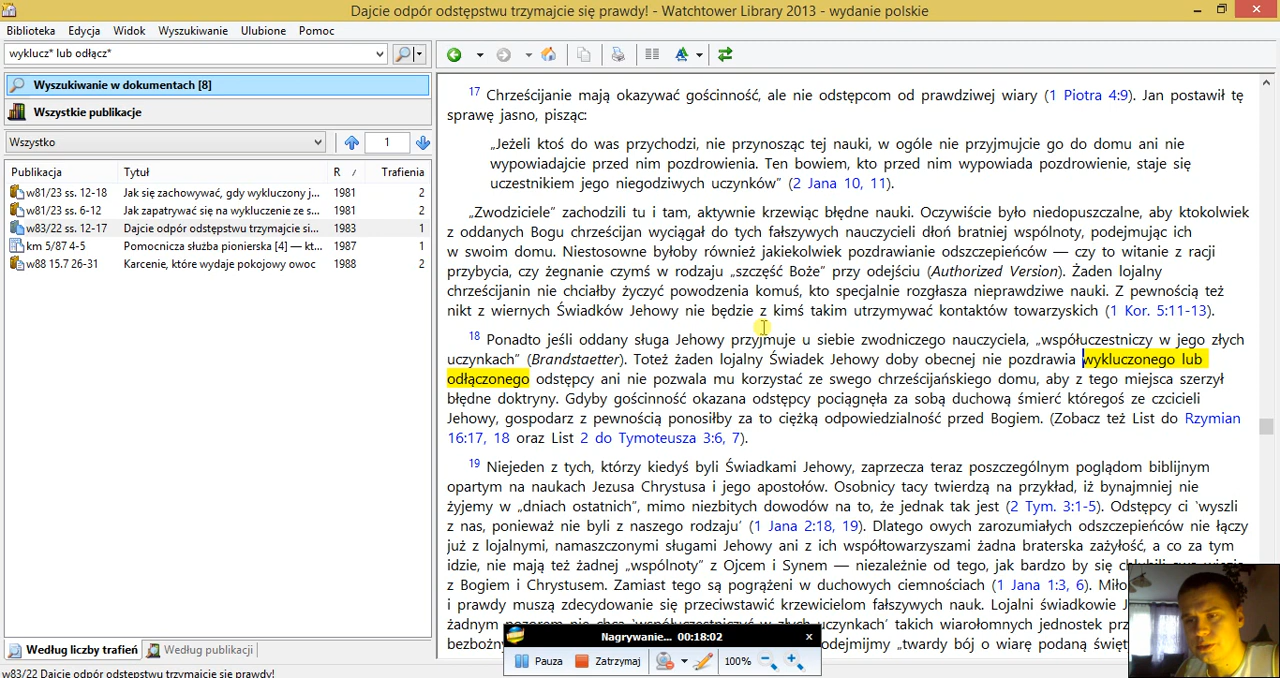 Dajcie odpór odstępstwu trzymajcie się prawdy! - Watchtower Library 2013 - wydanie polskie
Biblioteka Edycja Widok Wyszukiwanie Ulubione Pomoc
wyklucz* lub odłącz*
Wyszukiwanie w dokumentach [8]
Wszystkie publikacje
Wszystko 1
Publikacja Tytuł R / Trafienia
w81/23 ss. 12-18 Jak się zachowywać, gdy wykluczony j... 1981 2
w81/23 ss. 6-12 Jak zapatrywać się na wykluczenie ze s... 1981 2
w83/22 ss. 12-17 Dajcie odpór odstępstwu trzymajcie si... 1983 1
km 5/87 4-5 Pomocnicza służba pionierska [4] — kt... 1987 1
w88 15.7 26-31 Karcenie, które wydaje pokojowy owoc 1988 2
17 Chrześcijanie mają okazywać gościnność, ale nie odstępcom od prawdziwej wiary (1 Piotra 4:9). Jan postawił tę
sprawę jasno, pisząc:
„Jeżeli ktoś do was przychodzi, nie przynosząc tej nauki, w ogóle nie przyjmujcie go do domu ani nie
wypowiadajcie przed nim pozdrowienia. Ten bowiem, kto przed nim wypowiada pozdrowienie, staje się
uczestnikiem jego niegodziwych uczynków” (2 Jana 10, 11).
„Zwodziciele” zachodzili tu i tam, aktywnie krzewiąc błędne nauki. Oczywiście było niedopuszczalne, aby ktokolwiek
z oddanych Bogu chrześcijan wyciągał do tych fałszywych nauczycieli dłoń bratniej wspólnoty, podejmując ich
w swoim domu. Niestosowne byłoby również jakiekolwiek pozdrawianie odszczepieńców — czy to witanie z racji
przybycia, czy żegnanie czymś w rodzaju „szczęść Boże” przy odejściu (Authorized Version). Żaden lojalny
chrześcijanin nie chciałby życzyć powodzenia komuś, kto specjalnie rozgłasza nieprawdziwe nauki. Z pewnością też
nikt z wiernych Świadków Jehowy nie będzie z kimś takim utrzymywać kontaktów towarzyskich (1 Kor. 5:11-13).
18 Ponadto jeśli oddany sługa Jehowy przyjmuje u siebie zwodniczego nauczyciela, „współuczestniczy w jego złych
uczynkach” (Brandstaetter). Toteż żaden lojalny Świadek Jehowy doby obecnej nie pozdrawia wykluczonego lub
odłączonego odstępcy ani nie pozwala mu korzystać ze swego chrześcijańskiego domu, aby z tego miejsca szerzył
błędne doktryny. Gdyby gościnność okazana odstępcy pociągnęła za sobą duchową śmierć któregoś ze czcicieli
Jehowy, gospodarz z pewnością ponosiłby za to ciężką odpowiedzialność przed Bogiem. (Zobacz też List do Rzymian
16:17, 18 oraz List 2 do Tymoteusza 3:6, 7).
19 Niejeden z tych, którzy kiedyś byli Świadkami Jehowy, zaprzecza teraz poszczególnym poglądom biblijnym
opartym na naukach Jezusa Chrystusa i jego apostołów. Osobnicy tacy twierdzą na przykład, iż bynajmniej nie
żyjemy w „dniach ostatnich”, mimo niezbitych dowodów na to, że jednak tak jest (2 Tym. 3:1-5). Odstępcy ci ‛wyszli
z nas, ponieważ nie byli z naszego rodzaju’ (1 Jana 2:18, 19). Dlatego owych zarozumiałych odszczepieńców nie łączy
już z lojalnymi, namaszczonymi sługami Jehowy ani z ich współtowarzyszami żadna braterska zażyłość, a co za tym
idzie, nie mają też żadnej „wspólnoty” z Ojcem i Synem — niezależnie od tego, jak bardzo by się
z Bogiem i Chrystusem. Zamiast tego są pogrążeni w duchowych ciemnościach (1 Jana 1:3, 6).
i prawdy muszą zdecydowanie się przeciwstawić krzewicielom fałszywych nauk. Lojalni świadkowie
takich wiarołomnych jednostek
bezbożny „twardy bój o wiarę podaną
Nagrywanie... 00:18:02
Pauza Zatrzymaj 100%
Według liczby trafień Według publikacji
w83/22 Dajcie odpór odstępstwu trzymajcie się prawdy!